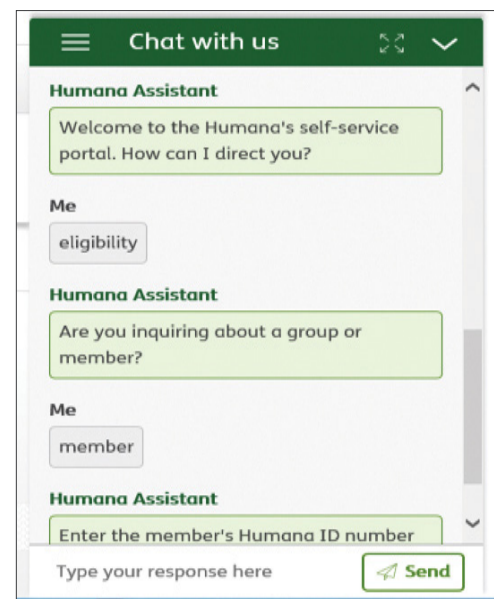 Chat with us
Humana Assistant
Welcome to the Humana's self-service
portal. How can I direct you?
Me
eligibility
Humana Assistant
Are you inquiring about a group or
member?
Me
member
Humana Assistant
Enter the member's Humana ID number
Type your response here
Send